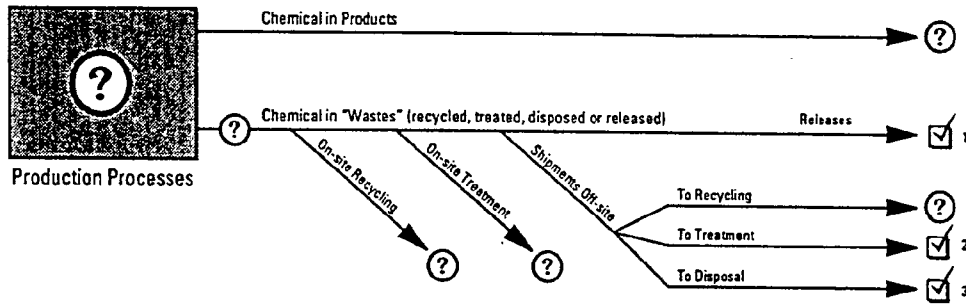 Chemical in Products
?
?
?
Chemical in "Wastes" (recycled, treated, disposed or released)
Releases
1
Production Processes
On-site Recycling
On-site Treatment
Shipments Off-site
To Recycling
?
?
?
To Treatment
2
To Disposal
3